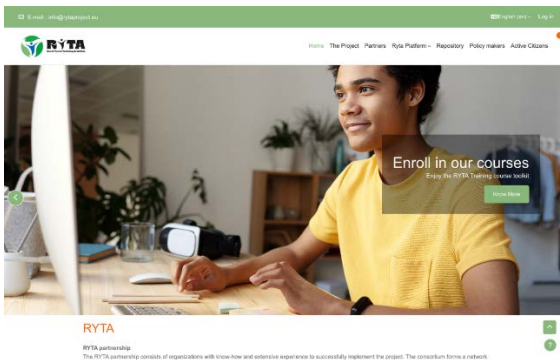 E-mail : info@rytaproject.eu
English (en)
Log in
RYTA
Home The Project Partners Ryta Platform Repository Policy makers Active Citizens
Enroll in our courses
Enjoy the RYTA Training course toolkit
Know More
RYTA
RYTA partnership
The RYTA partnership consists of organizations with know-how and extensive experience to successfully implement the project. The consortium forms a network